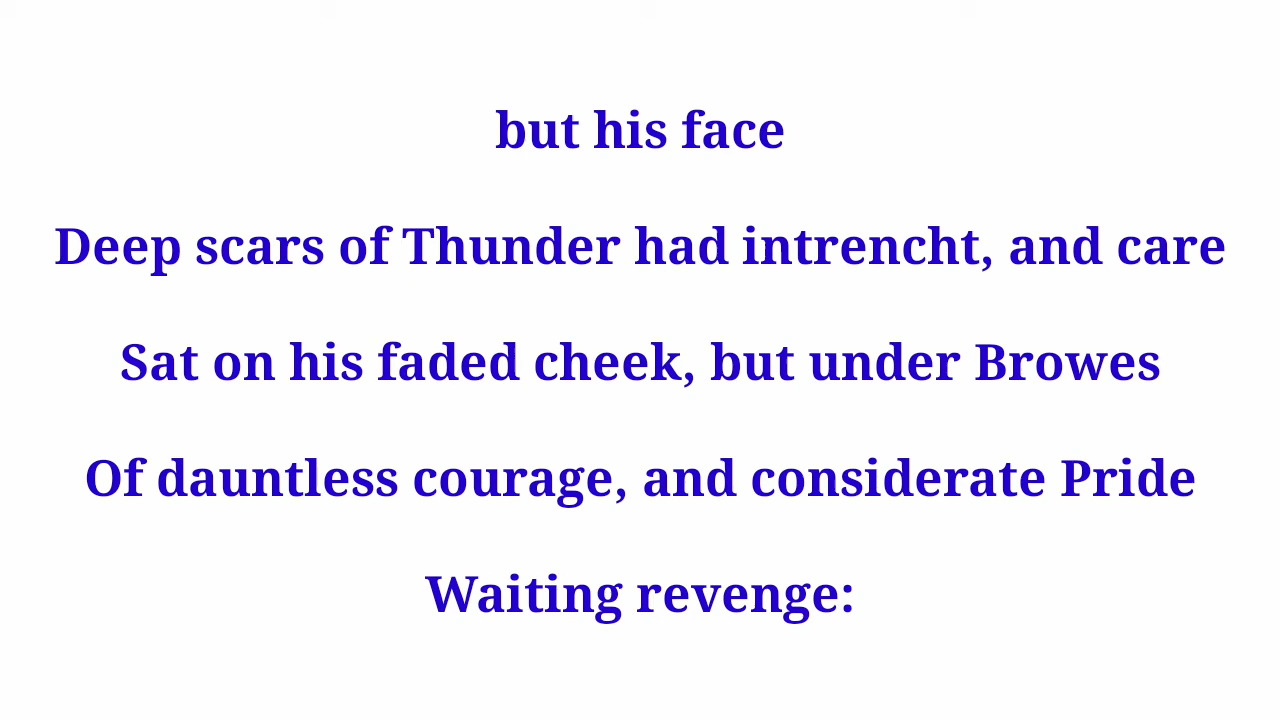 but his face
Deep scars of Thunder had intrencht, and care
Sat on his faded cheek, but under Browes
Of dauntless courage, and considerate Pride
Waiting revenge: